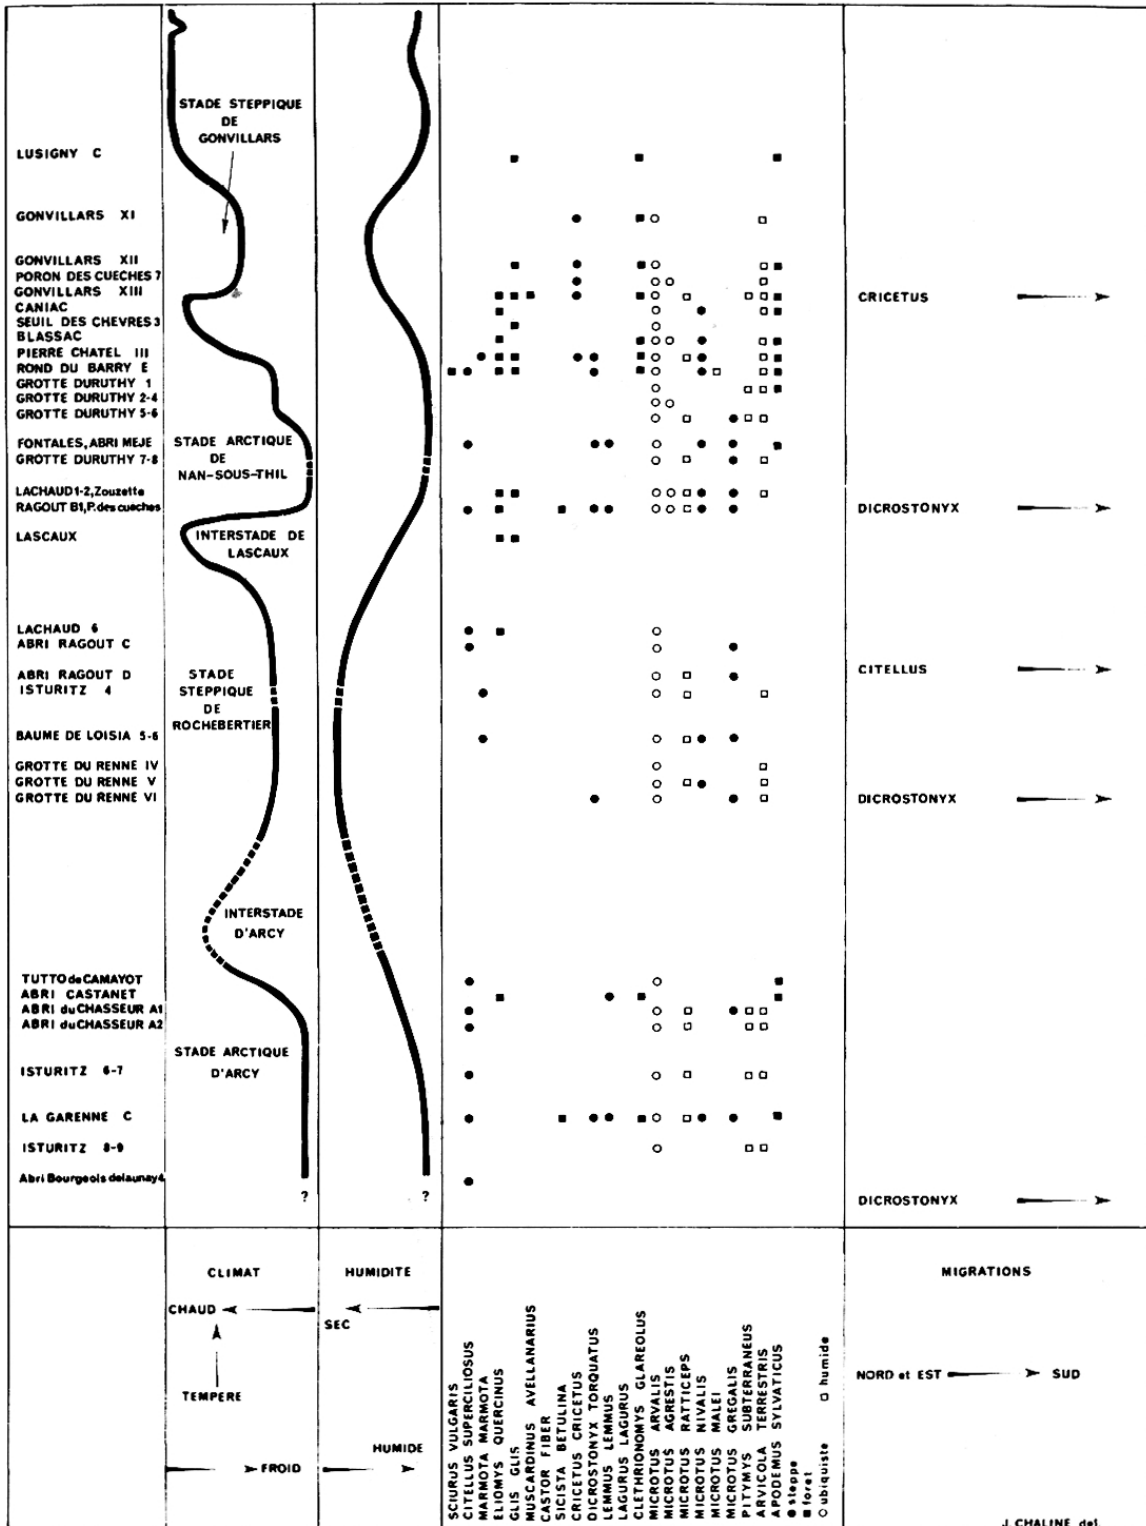 STADE STEPPIQUE
DE
GONVILLARS
LUSIGNY C
GONVILLARS XI
GONVILLARS XII
PORON DES CUECHES 7
GONVILLARS XIII
CANIAC
SEUIL DES CHEVRES 3
BLASSAC
PIERRE CHATEL III
ROND DU BARRY E
GROTTE DURUTHY 1
GROTTE DURUTHY 2-4
GROTTE DURUTHY 5-6
FONTALES, ABRI MEJE
GROTTE DURUTHY 7-8
LACHAUD 1-2, Zouzette
RAGOUT B1, P. des cueches
LASCAUX
CRICETUS
STADE ARCTIQUE
DE
NAN-SOUS-THIL
DICROSTONYX
INTERSTADE DE
LASCAUX
LACHAUD 6
ABRI RAGOUT C
ABRI RAGOUT D
ISTURITZ 4
BAUME DE LOISIA 5-6
GROTTE DU RENNE IV
GROTTE DU RENNE V
GROTTE DU RENNE VI
STADE
STEPPIQUE
DE
ROCHEBERTIER
CITELLUS
DICROSTONYX
INTERSTADE
D'ARCY
TUTTO de CAMAYOT
ABRI CASTANET
ABRI du CHASSEUR A1
ABRI du CHASSEUR A2
ISTURITZ 6-7
LA GARENNE C
ISTURITZ 8-9
Abri Bourgeois delaunay 4
STADE ARCTIQUE
D'ARCY
?
?
DICROSTONYX
CLIMAT
CHAUD
TEMPERE
FROID
HUMIDITE
SEC
HUMIDE
SCIURUS VULGARIS
CITELLUS SUPERCILIOSUS
MARMOTA MARMOTA
ELIOMYS QUERCINUS
GLIS GLIS
MUSCARDINUS AVELLANARIUS
CASTOR FIBER
SICISTA BETULINA
CRICETUS CRICETUS
DICROSTONYX TORQUATUS
LEMMUS LEMMUS
LAGURUS LAGURUS
CLETHRIONOMYS GLAREOLUS
MICROTUS ARVALIS
MICROTUS AGRESTIS
MICROTUS RATTICEPS
MICROTUS NIVALIS
MICROTUS MALEI
MICROTUS GREGALIS
PITYMYS SUBTERRANEUS
ARVICOLA TERRESTRIS
APODEMUS SYLVATICUS
steppe
foret
ubiquiste
humide
MIGRATIONS
NORD et EST
SUD
J. CHALINE del.